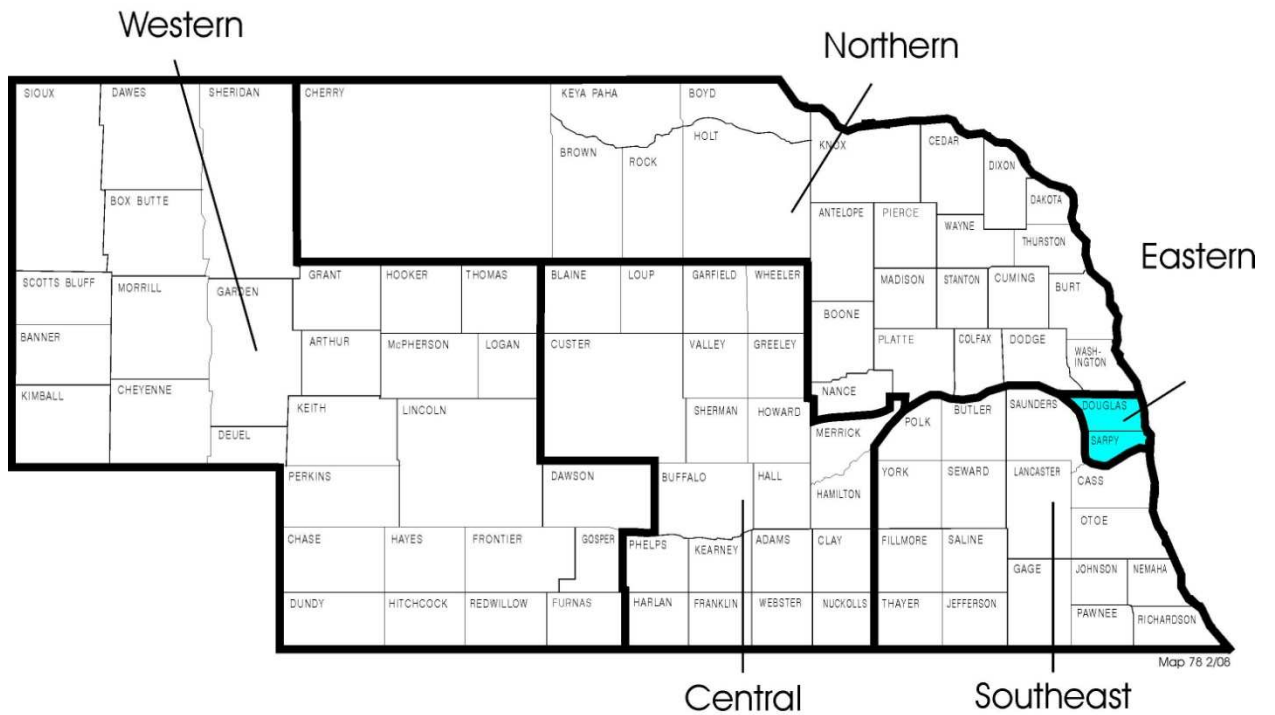 Western
Northern
SIOUX
DAWES
SHERIDAN
CHERRY
KEYA PAHA
BOYD
HOLT
BROWN
ROCK
KNOX
CEDAR
DIXON
DAKOTA
BOX BUTTE
ANTELOPE
PIERCE
WAYNE
THURSTON
Eastern
SCOTTS BLUFF
MORRILL
GARDEN
GRANT
HOOKER
THOMAS
BLAINE
LOUP
GARFIELD
WHEELER
MADISON
STANTON
CUMING
BURT
BOONE
BANNER
ARTHUR
McPHERSON
LOGAN
CUSTER
VALLEY
GREELEY
PLATTE
COLFAX
DODGE
WASH-
INGTON
KIMBALL
CHEYENNE
KEITH
LINCOLN
SHERMAN
HOWARD
NANCE
MERRICK
POLK
BUTLER
SAUNDERS
DOUGLAS
SARPY
DEUEL
PERKINS
DAWSON
BUFFALO
HALL
HAMILTON
YORK
SEWARD
LANCASTER
CASS
OTOE
CHASE
HAYES
FRONTIER
GOSPER
PHELPS
KEARNEY
ADAMS
CLAY
FILLMORE
SALINE
GAGE
JOHNSON
NEMAHA
DUNDY
HITCHCOCK
REDWILLOW
FURNAS
HARLAN
FRANKLIN
WEBSTER
NUCKOLLS
THAYER
JEFFERSON
PAWNEE
RICHARDSON
Map 78 2/08
Central
Southeast